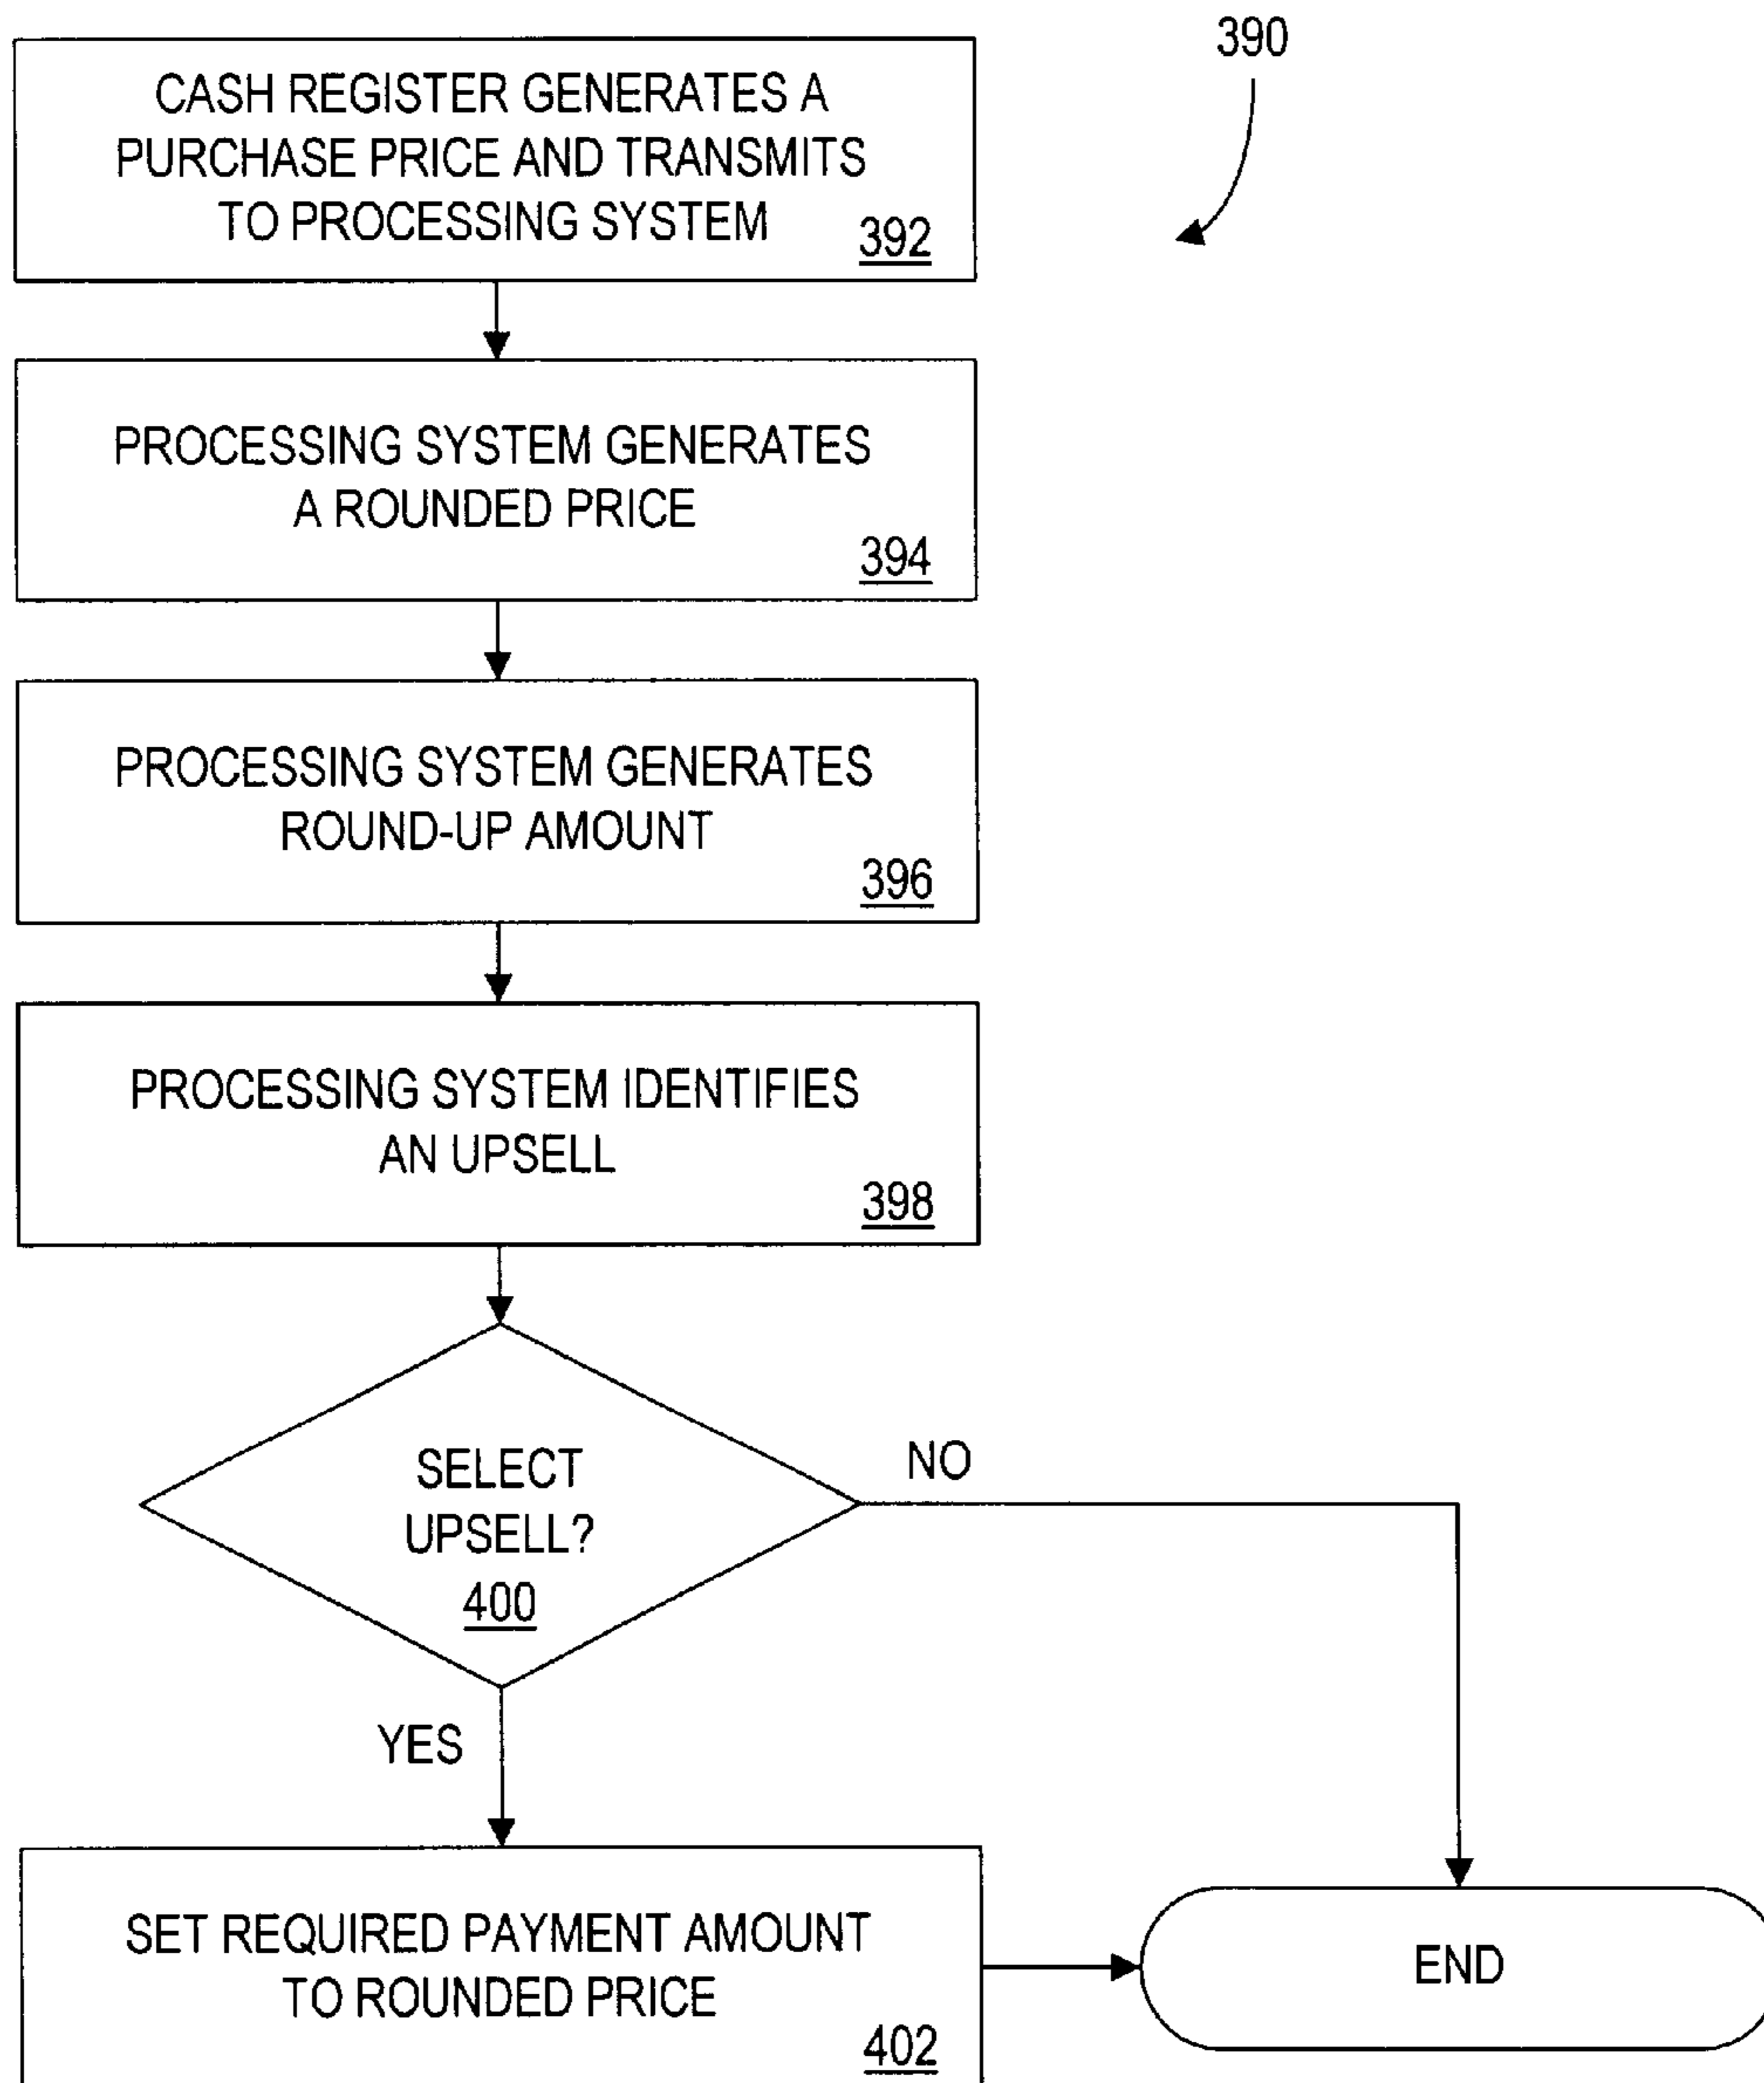 390
CASH REGISTER GENERATES A
PURCHASE PRICE AND TRANSMITS
TO PROCESSING SYSTEM
392
PROCESSING SYSTEM GENERATES
A ROUNDED PRICE
394
PROCESSING SYSTEM GENERATES
ROUND-UP AMOUNT
396
PROCESSING SYSTEM IDENTIFIES
AN UPSELL
398
SELECT
UPSELL?
400
NO
YES
SET REQUIRED PAYMENT AMOUNT
TO ROUNDED PRICE
402
END